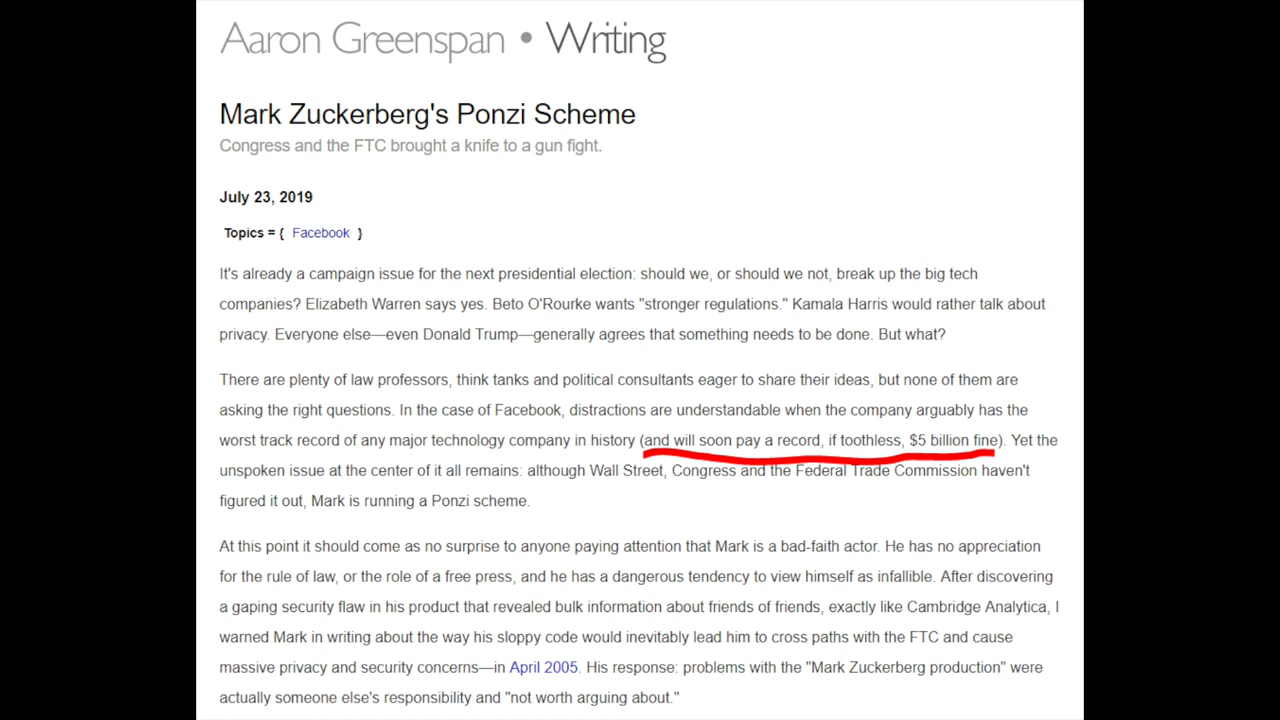 Aaron Greenspan • Writing
Mark Zuckerberg's Ponzi Scheme
Congress and the FTC brought a knife to a gun fight.
July 23, 2019
Topics = { Facebook }
It's already a campaign issue for the next presidential election: should we, or should we not, break up the big tech
companies? Elizabeth Warren says yes. Beto O'Rourke wants "stronger regulations." Kamala Harris would rather talk about
privacy. Everyone else—even Donald Trump—generally agrees that something needs to be done. But what?
There are plenty of law professors, think tanks and political consultants eager to share their ideas, but none of them are
asking the right questions. In the case of Facebook, distractions are understandable when the company arguably has the
worst track record of any major technology company in history (and will soon pay a record, if toothless, $5 billion fine). Yet the
unspoken issue at the center of it all remains: although Wall Street, Congress and the Federal Trade Commission haven't
figured it out, Mark is running a Ponzi scheme.
At this point it should come as no surprise to anyone paying attention that Mark is a bad-faith actor. He has no appreciation
for the rule of law, or the role of a free press, and he has a dangerous tendency to view himself as infallible. After discovering
a gaping security flaw in his product that revealed bulk information about friends of friends, exactly like Cambridge Analytica, I
warned Mark in writing about the way his sloppy code would inevitably lead him to cross paths with the FTC and cause
massive privacy and security concerns—in April 2005. His response: problems with the "Mark Zuckerberg production" were
actually someone else's responsibility and "not worth arguing about."